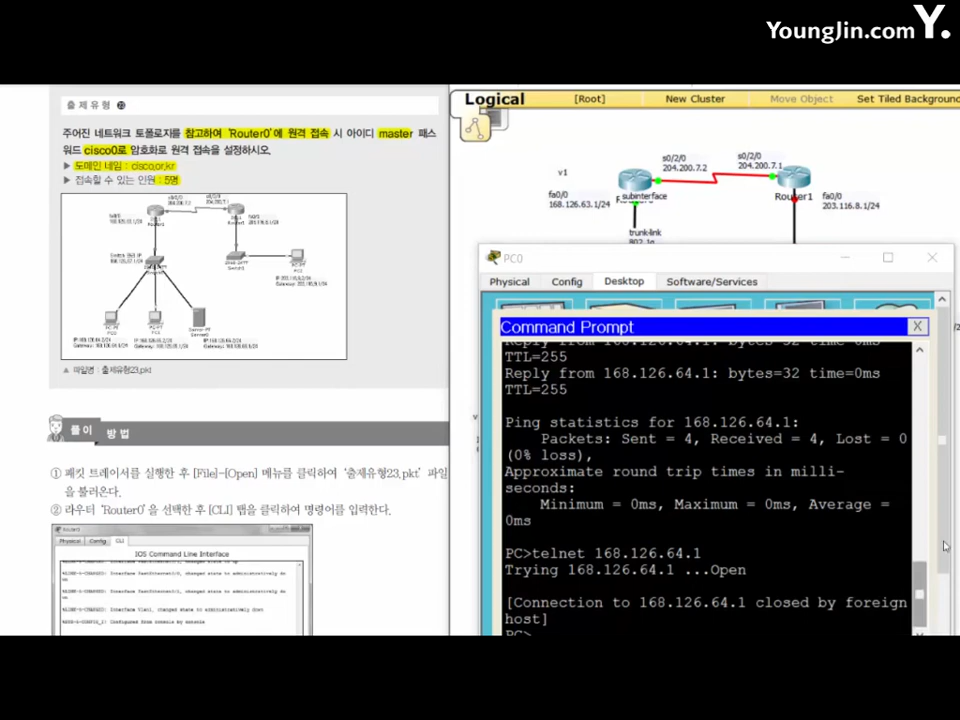 YoungJin.com Y.
출제유형 23
주어진 네트워크 토폴로지를 참고하여 'Router0'에 원격 접속 시 아이디 master 패스
워드 cisco0로 암호화로 원격 접속을 설정하시오.
▶ 도메인 네임 : cisco.or.kr
▶ 접속할 수 있는 인원 : 5명
▲ 파일명 : 출제유형23.pkt
풀이 방법
① 패킷 트레이서를 실행한 후 [File]-[Open] 메뉴를 클릭하여 '출제유형23.pkt' 파일
을 불러온다.
② 라우터 'Router0'을 선택한 후 [CLI] 탭을 클릭하여 명령어를 입력한다.
Physical Config CLI
IOS Command Line Interface
Logical [Root] New Cluster Move Object Set Tiled Background
s0/2/0
204.200.7.2
s0/2/0
204.200.7.1
v1
fa0/0
168.126.63.1/24
subinterface
Router1
fa0/0
203.116.8.1/24
trunk-link
802.1q
PC0
Physical Config Desktop Software/Services
Command Prompt X
Reply from 168.126.64.1: bytes=32 time=0ms
TTL=255
Reply from 168.126.64.1: bytes=32 time=0ms
TTL=255
Ping statistics for 168.126.64.1:
Packets: Sent = 4, Received = 4, Lost = 0
(0% loss),
Approximate round trip times in milli-
seconds:
Minimum = 0ms, Maximum = 0ms, Average =
0ms
PC>telnet 168.126.64.1
Trying 168.126.64.1 ...Open
[Connection to 168.126.64.1 closed by foreign
host]
PC>